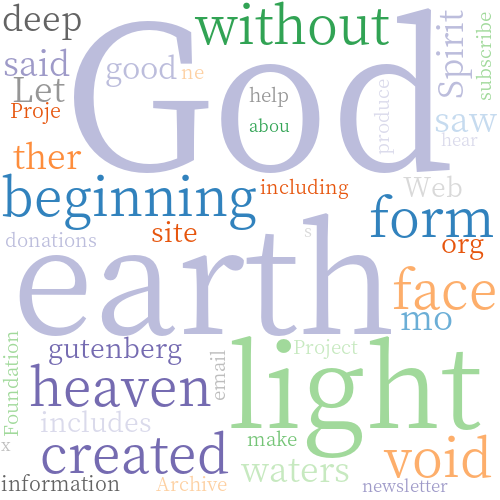 deep
without
God
Spirit
subscribe
said
good
ne
Let
Proje
help
abou
produce
saw
hear
ther
beginning
including
Web
form
donations
site
s
org
earth
face
mo
Foundation
gutenberg
email
Project
heaven
light
includes
x
created
make
waters
void
information
Archive
newsletter